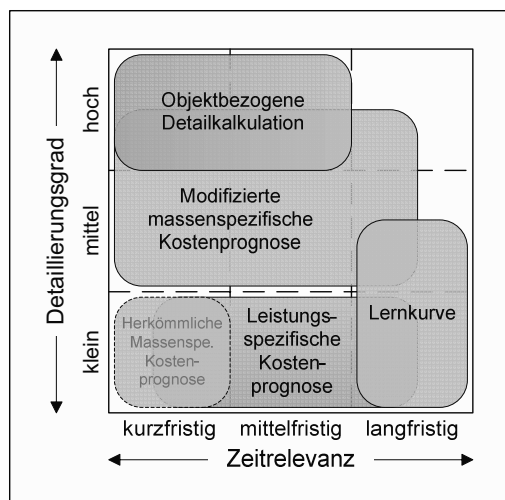 Detaillierungsgrad
hoch
mittel
klein
Objektbezogene
Detailkalkulation
Modifizierte
massenspezifische
Kostenprognose
Lernkurve
Herkömmliche
Massenspe.
Kosten-
prognose
Leistungs-
spezifische
Kosten-
prognose
kurzfristig mittelfristig langfristig
Zeitrelevanz